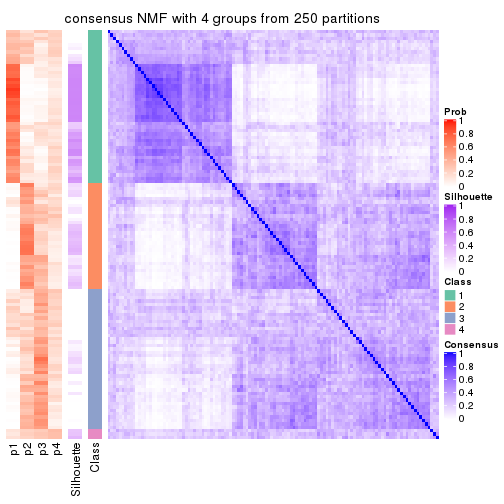 consensus NMF with 4 groups from 250 partitions
Prob
1
0.8
0.6
0.4
0.2
0
Silhouette
1
0.8
0.6
0.4
0.2
0
Class
1
2
3
4
Consensus
1
0.8
0.6
0.4
0.2
0
p1
p2
p3
p4
Silhouette
Class